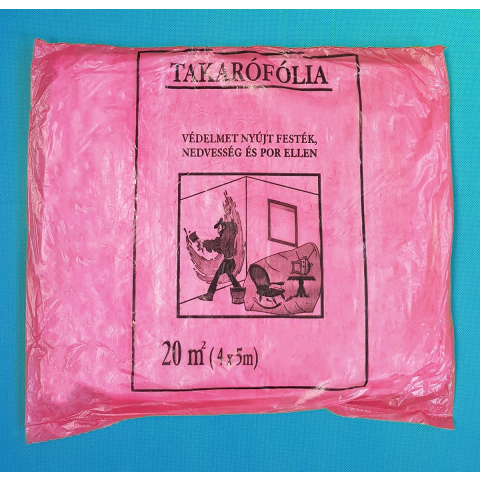 TAKARÓFÓLIA
VÉDELMET NYÚJT FESTÉK,
NEDVESSÉG ÉS POR ELLEN
20 m² (4 x 5m)